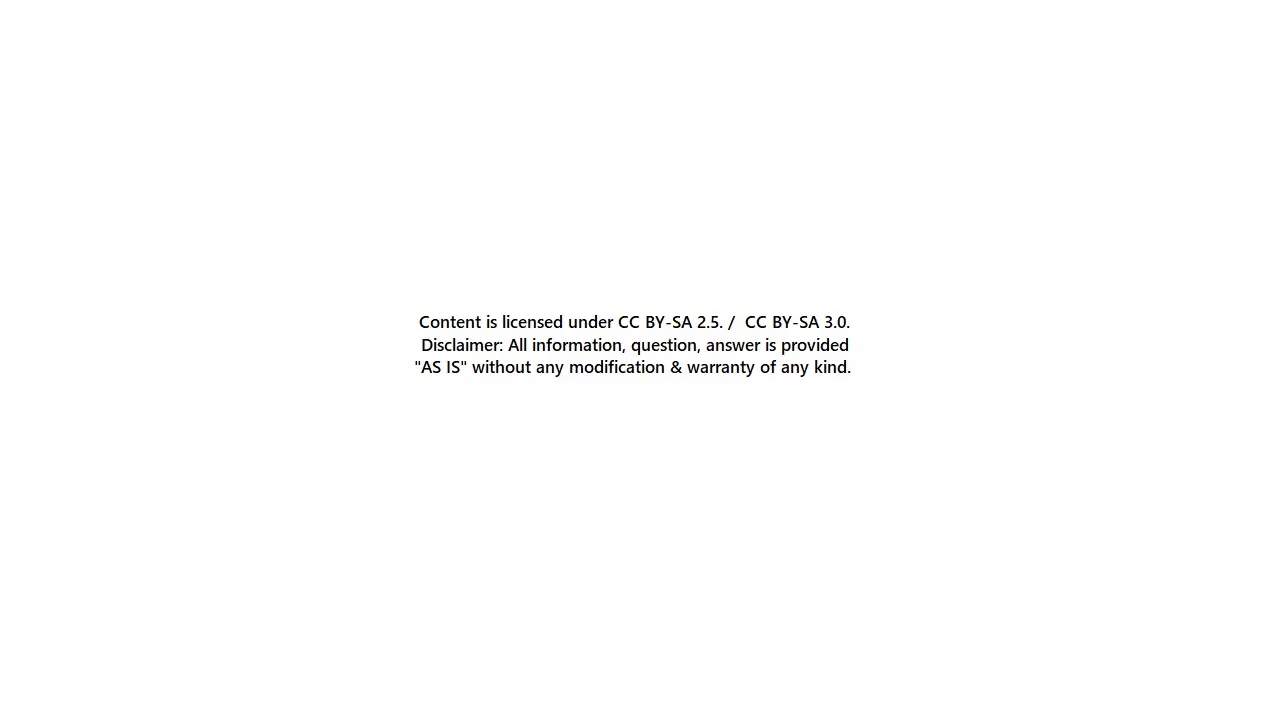 Content is licensed under CC BY-SA 2.5. /  CC BY-SA 3.0.
Disclaimer: All information, question, answer is provided
"AS IS" without any modification & warranty of any kind.